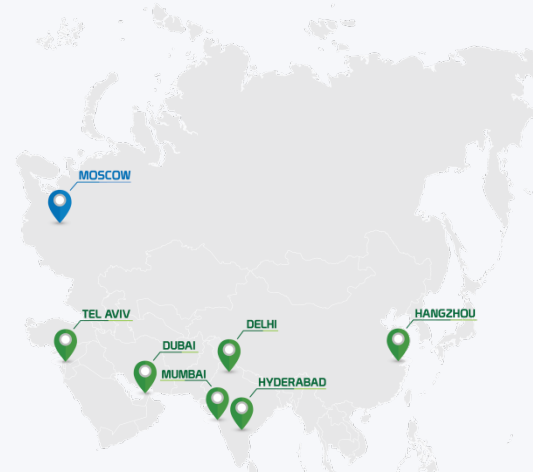 MOSCOW
TEL AVIV
HANGZHOU
DELHI
DUBAI
MUMBAI
HYDERABAD